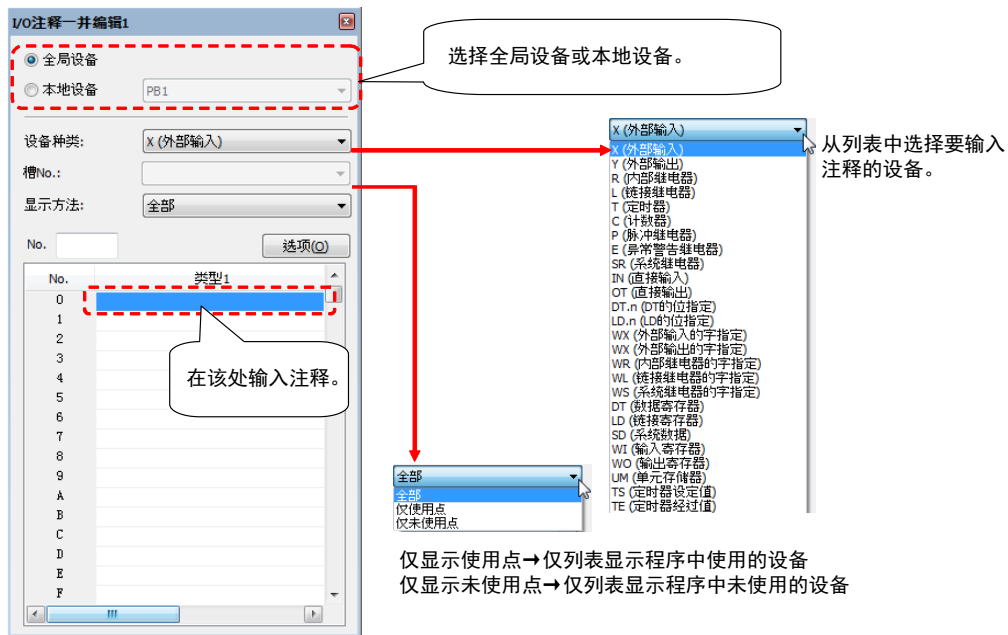 I/O注释一并编辑1
全局设备
本地设备
PB1
设备种类:
X (外部输入)
槽No.:
显示方法:
全部
No.
选项(O)
No.
类型1
0
1
2
3
4
5
6
7
8
9
A
B
C
D
E
F
选择全局设备或本地设备。
在该处输入注释。
X (外部输入)
X (外部输入)
Y (外部输出)
R (内部继电器)
L (链接继电器)
T (定时器)
C (计数器)
P (脉冲继电器)
E (异常警告继电器)
SR (系统继电器)
IN (直接输入)
OT (直接输出)
DT.n (DT的位指定)
LD.n (LD的位指定)
WX (外部输入的字指定)
WX (外部输出的字指定)
WR (内部继电器的字指定)
WL (链接继电器的字指定)
WS (系统继电器的字指定)
DT (数据寄存器)
LD (链接寄存器)
SD (系统数据)
WI (输入寄存器)
WO (输出寄存器)
UM (单元存储器)
TS (定时器设定值)
TE (定时器经过值)
从列表中选择要输入
注释的设备。
全部
全部
仅使用点
仅未使用点
仅显示使用点→仅列表显示程序中使用的设备
仅显示未使用点→仅列表显示程序中未使用的设备